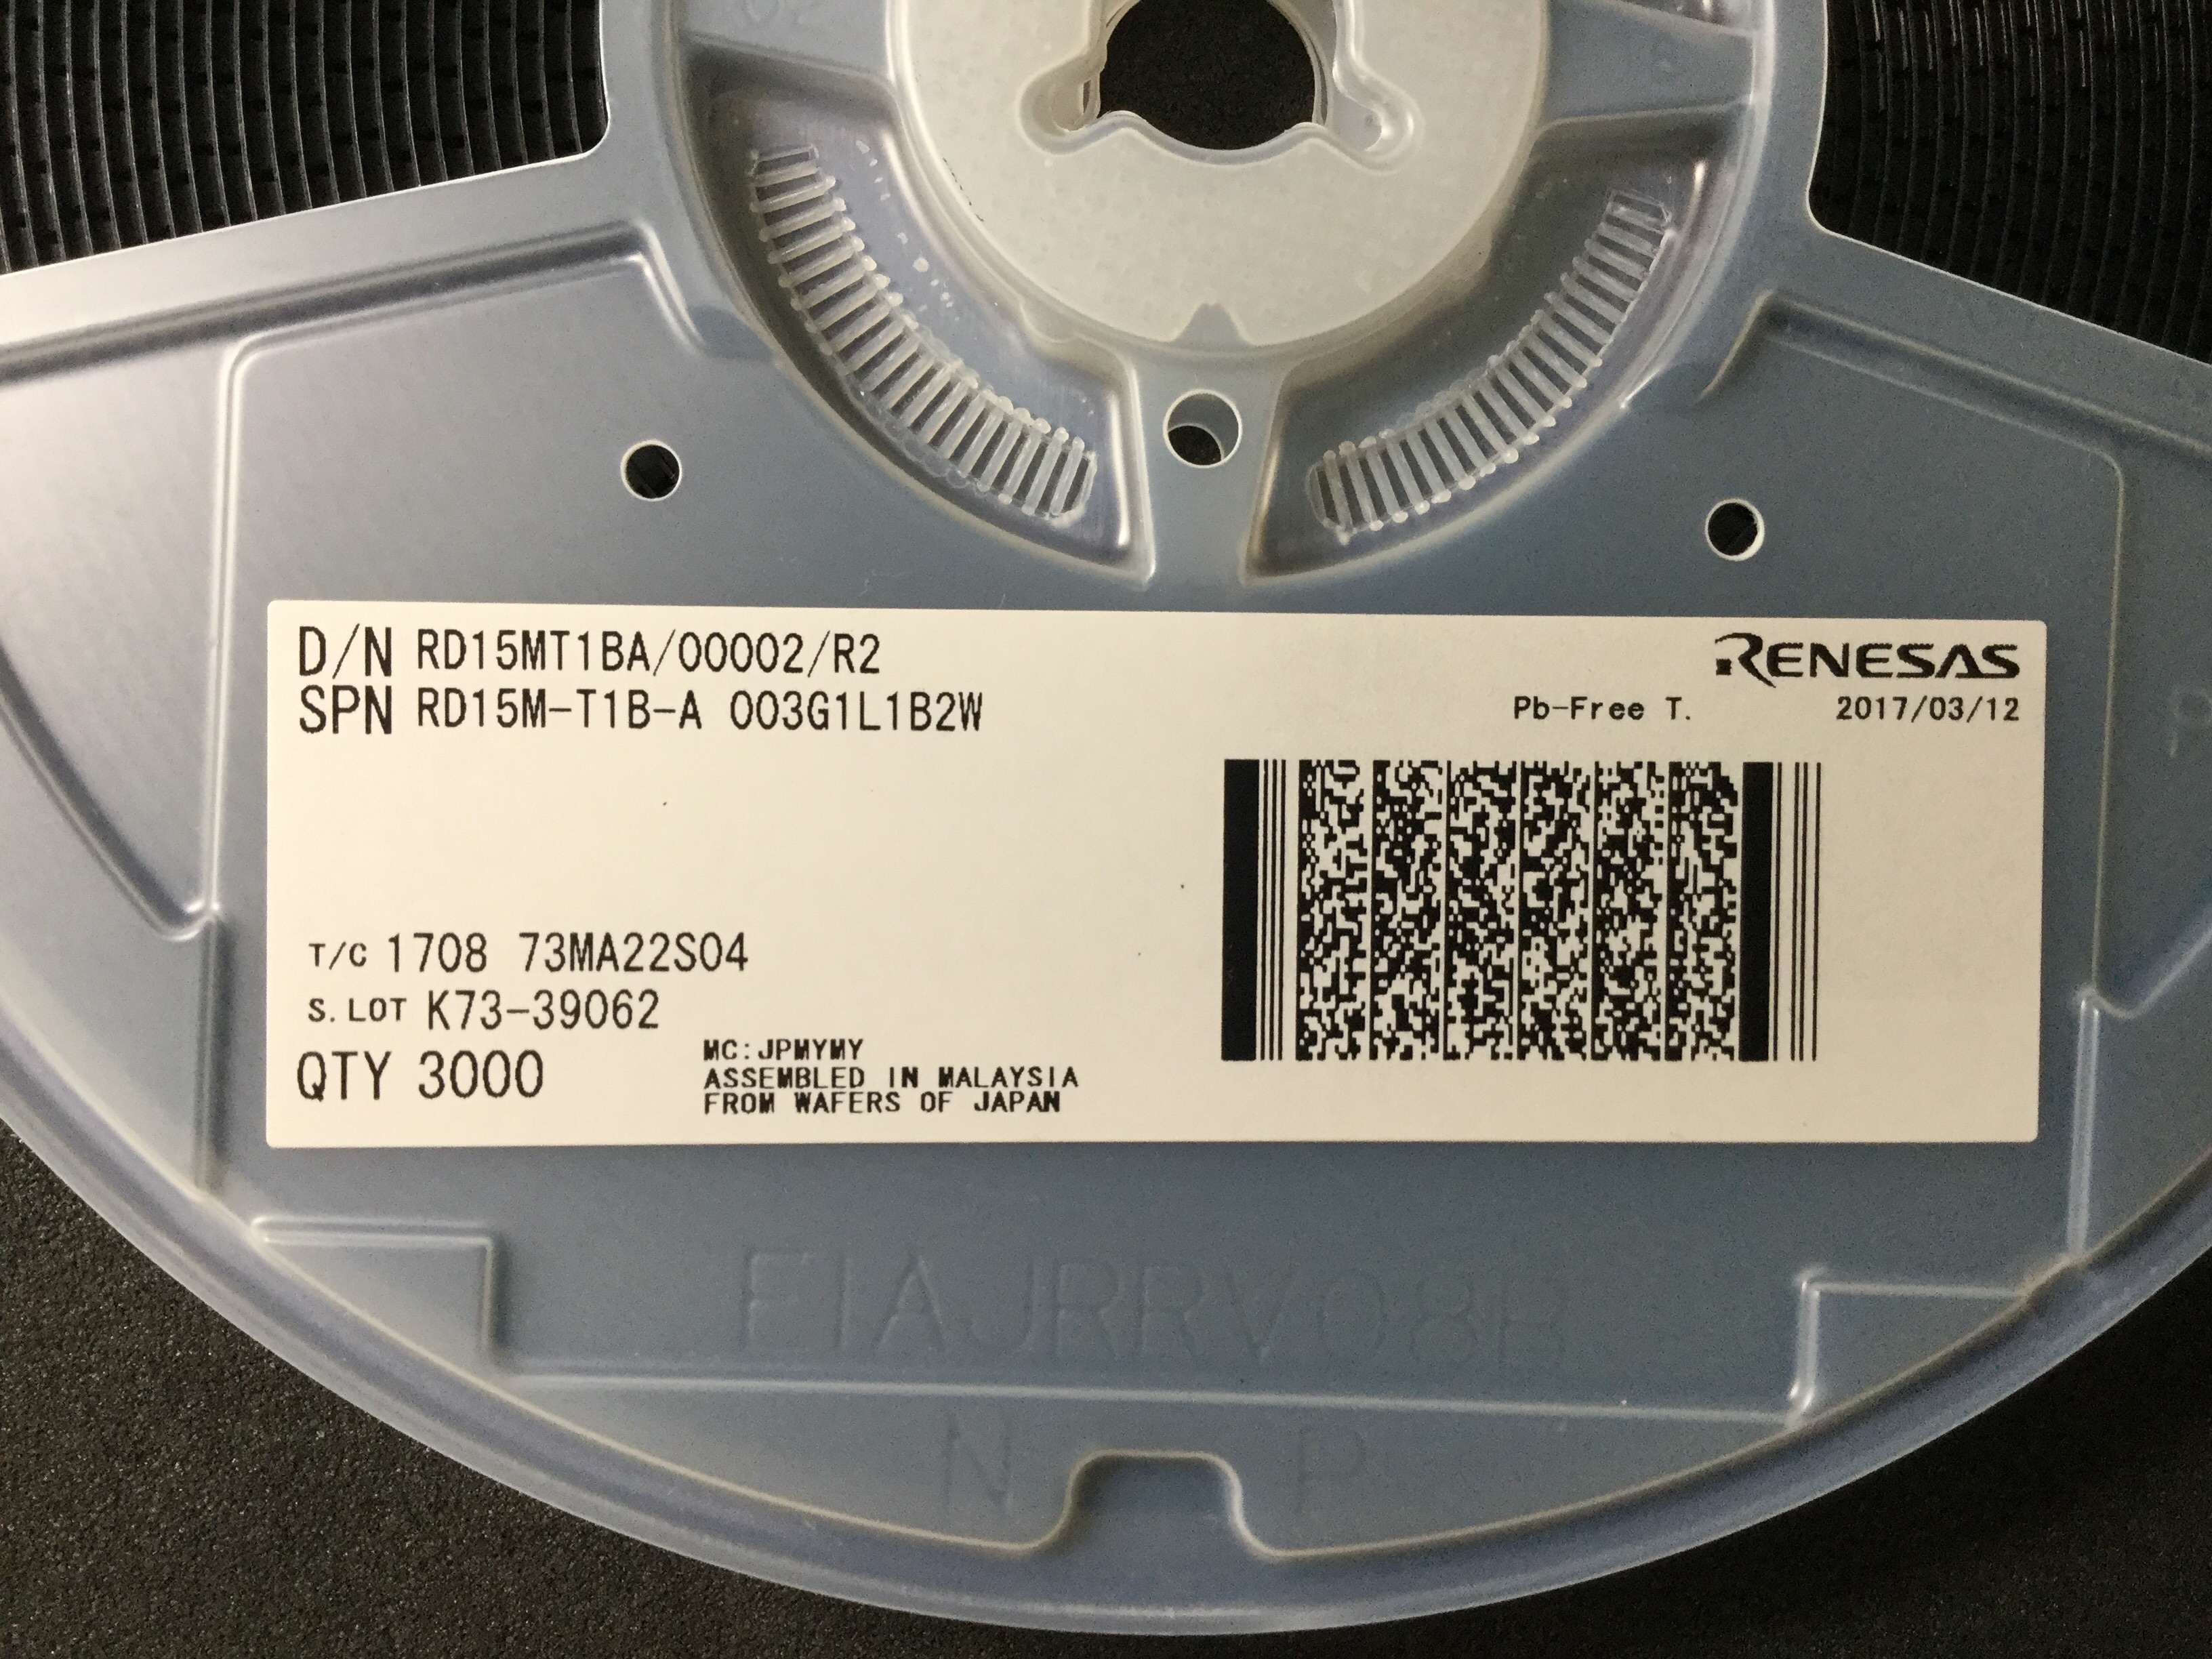 D/N RD15MT1BA/00002/R2
RENESAS
SPN RD15M-T1B-A 003G1L1B2W
Pb-Free T. 2017/03/12
T/C 1708 73MA22S04
S. LOT K73-39062
QTY 3000
MC:JPMYMY
ASSEMBLED IN MALAYSIA
FROM WAFERS OF JAPAN
EIAJRRV08B
N P